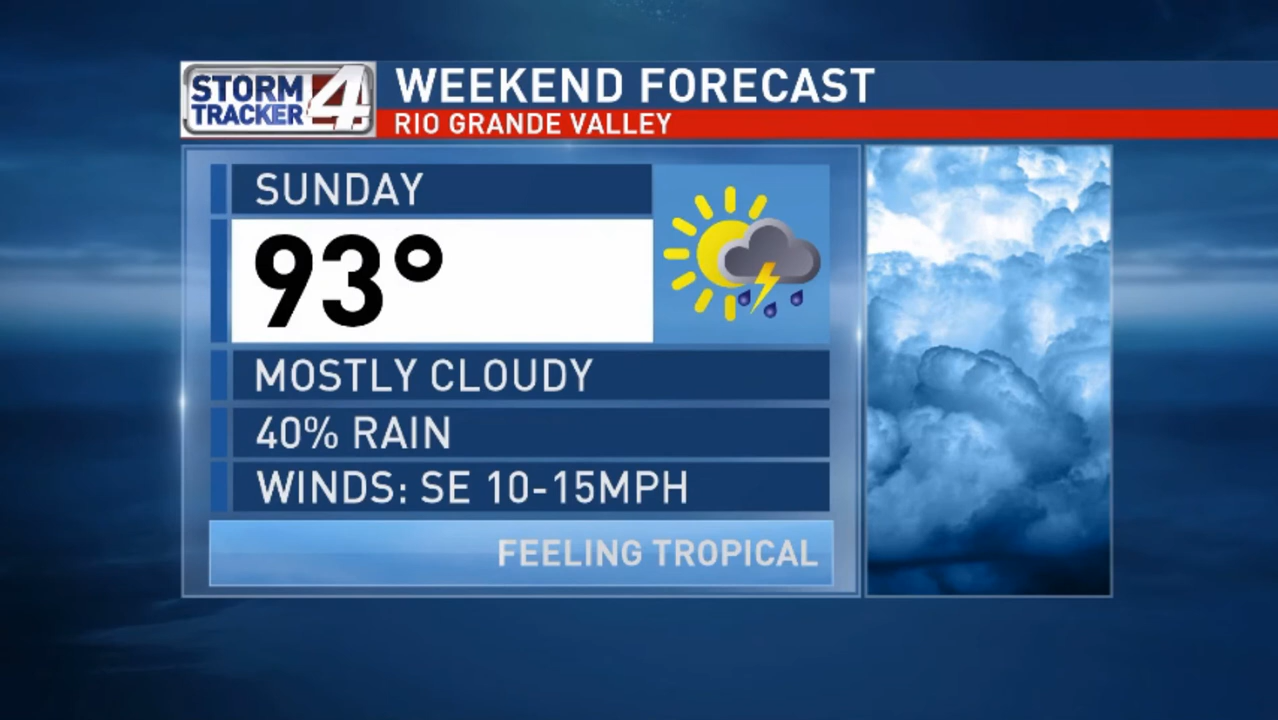 STORM
TRACKER 4
WEEKEND FORECAST
RIO GRANDE VALLEY
SUNDAY
93°
MOSTLY CLOUDY
40% RAIN
WINDS: SE 10-15MPH
FEELING TROPICAL